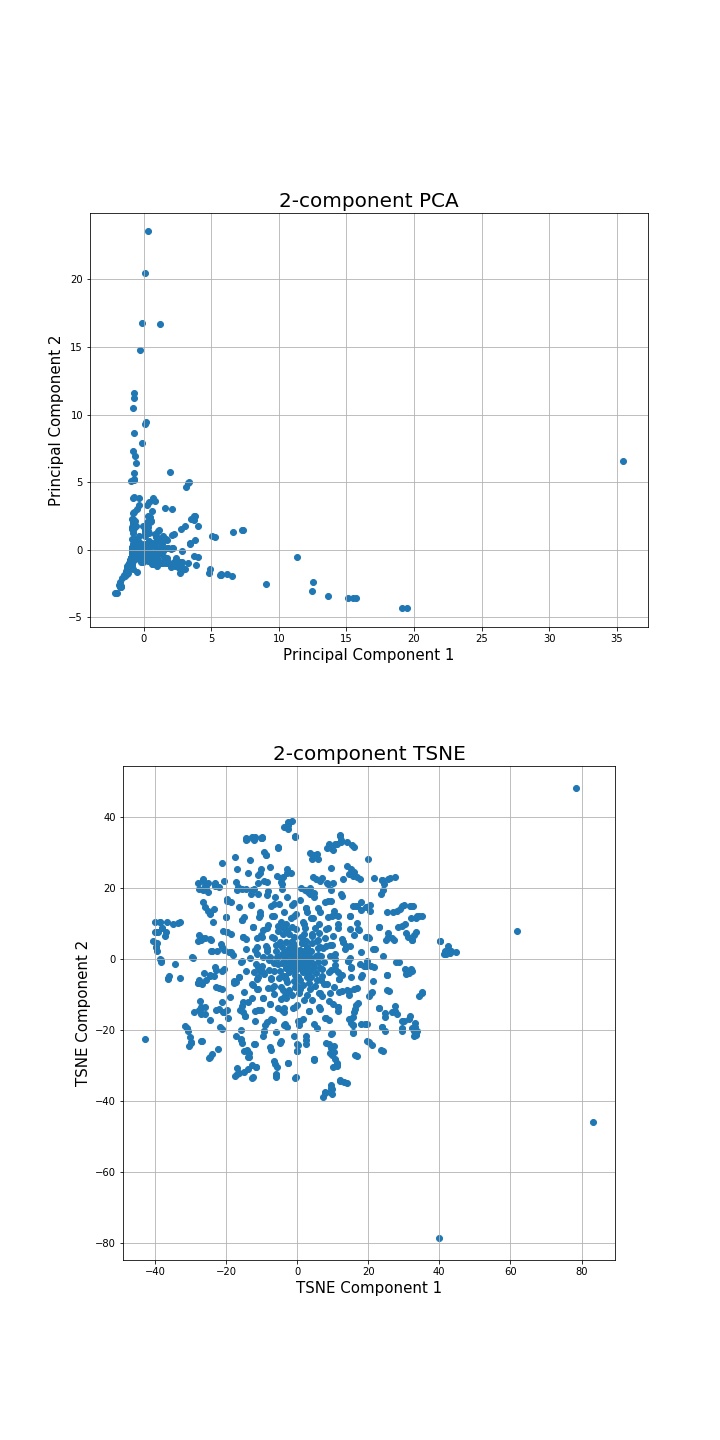 2-component PCA
20
15
10
5
0
−5
Principal Component 2
0 5 10 15 20 25 30 35
Principal Component 1
2-component TSNE
40
20
0
−20
−40
−60
−80
TSNE Component 2
−40 −20 0 20 40 60 80
TSNE Component 1